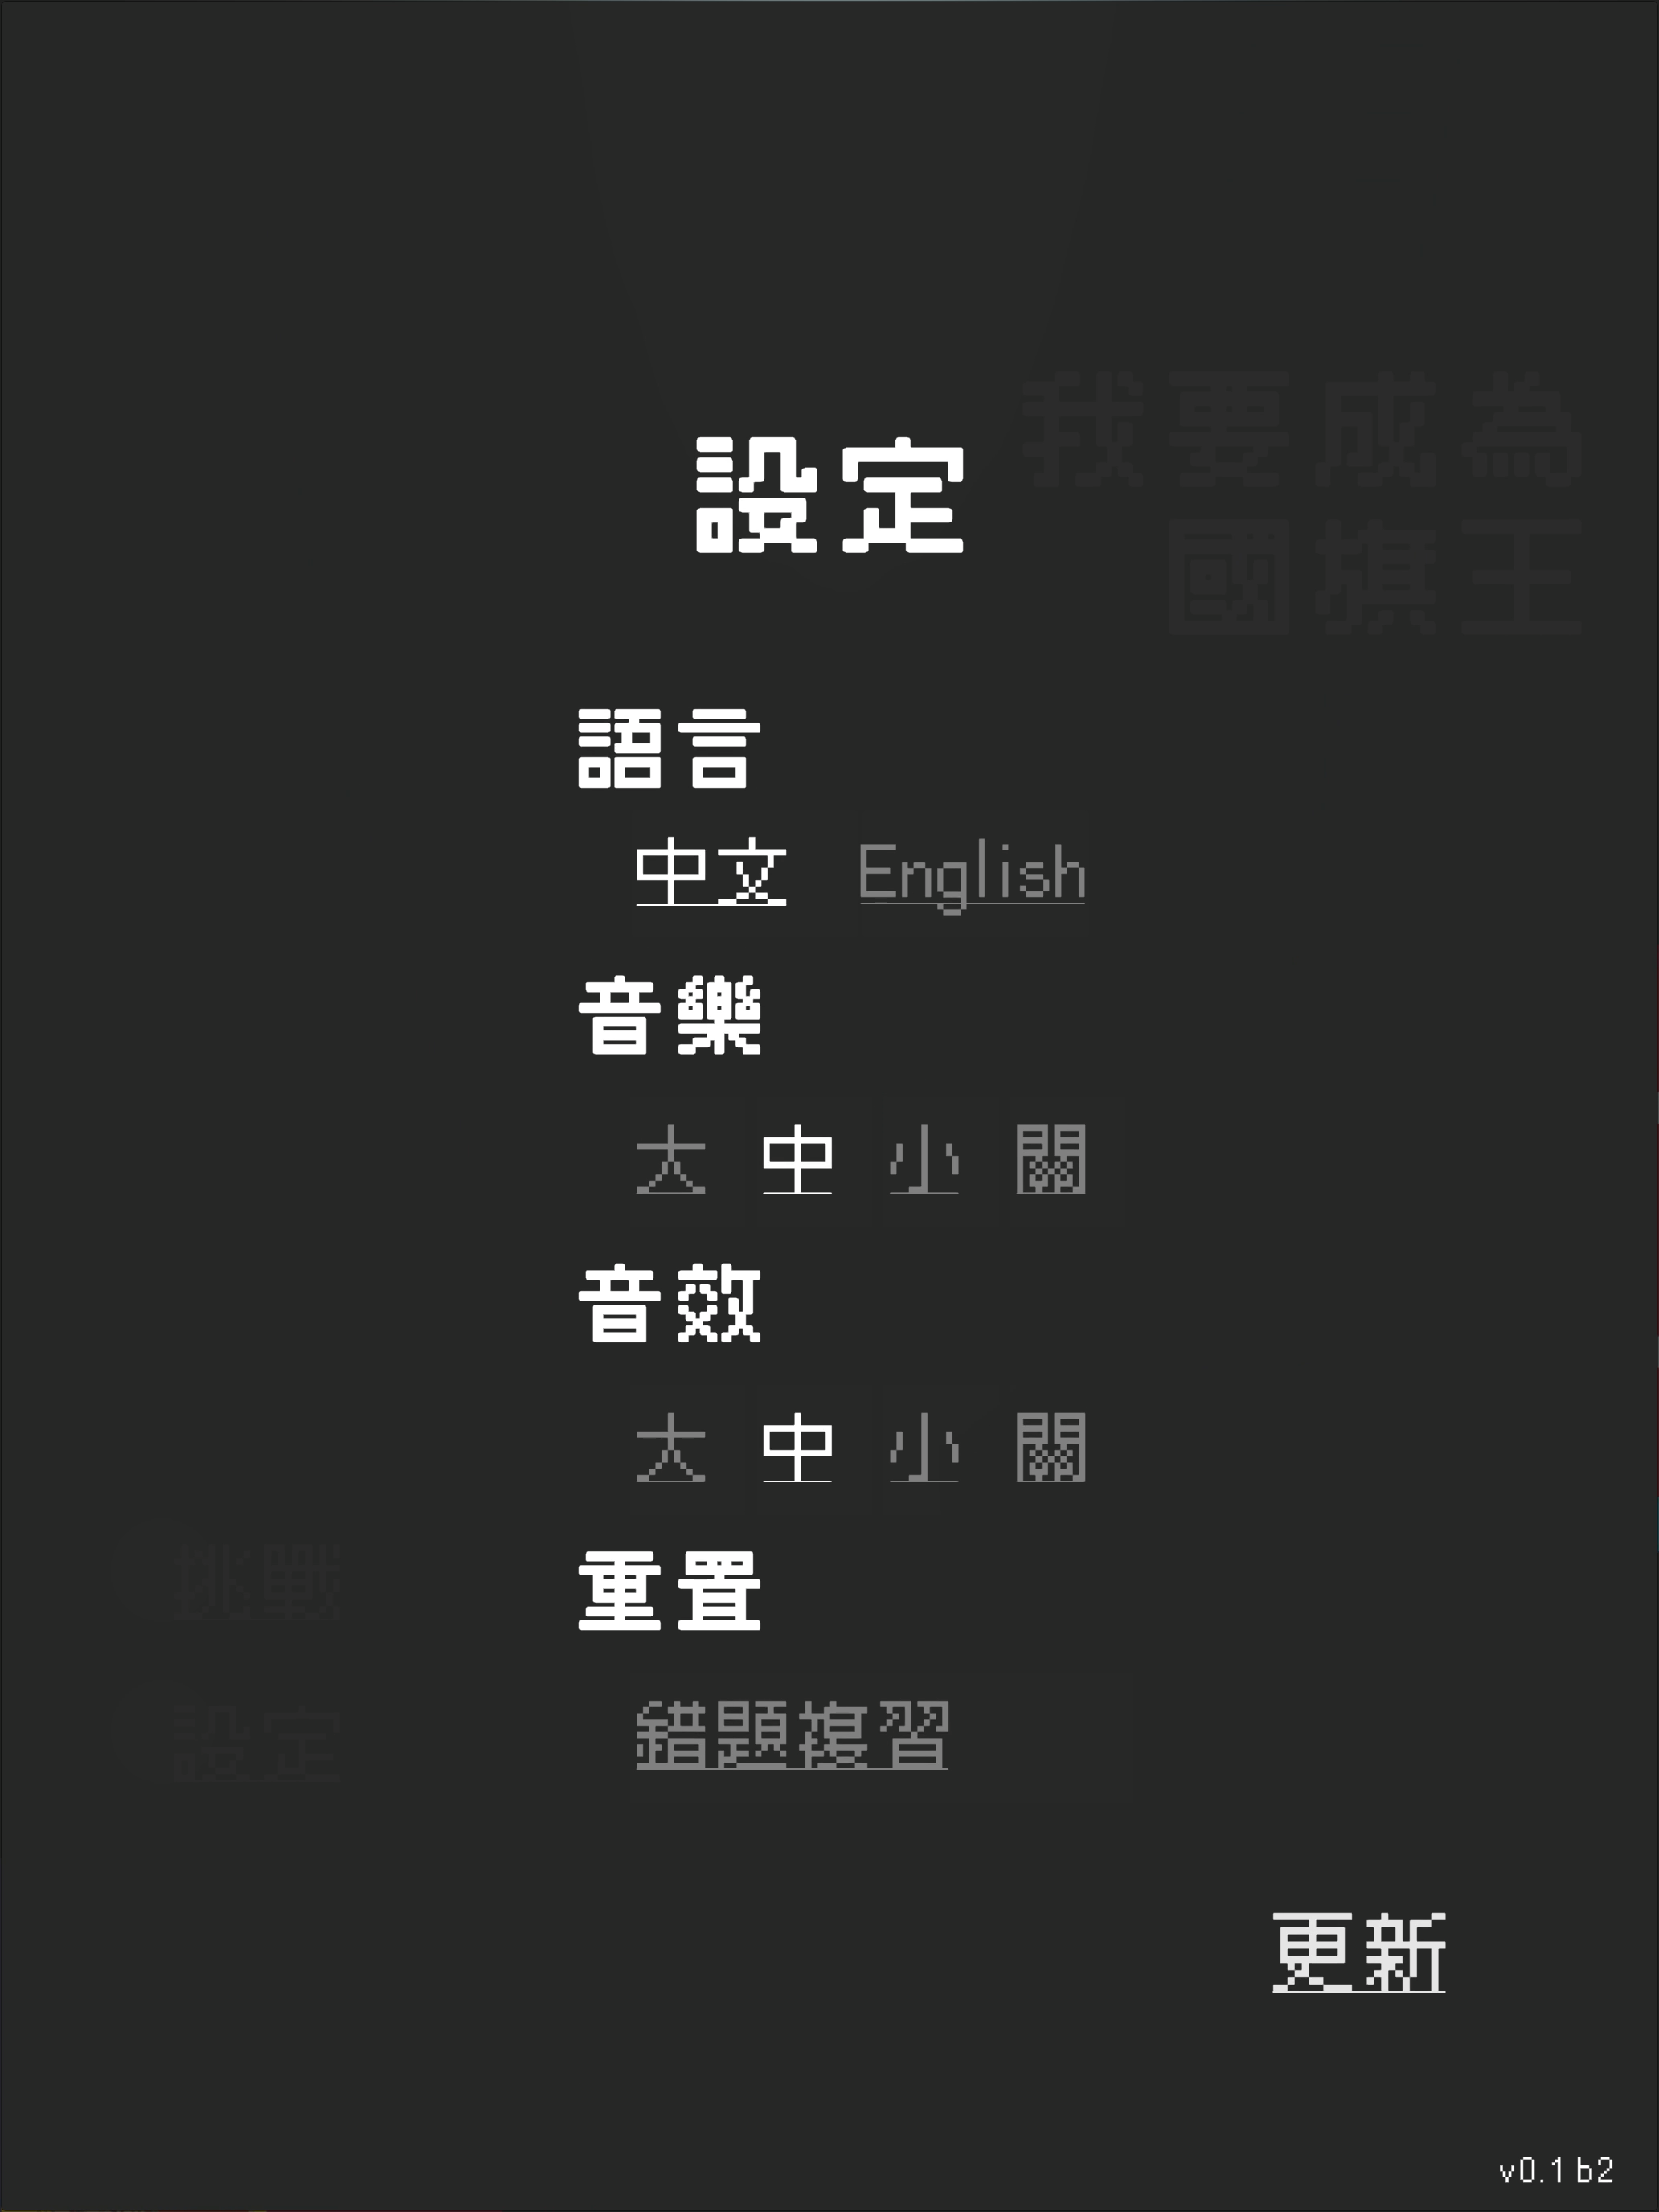 設定
我要成為
國旗王
語言
中文 English
音樂
大 中 小 關
音效
大 中 小 關
重置
挑戰
設定
錯題複習
更新
v0.1 b2